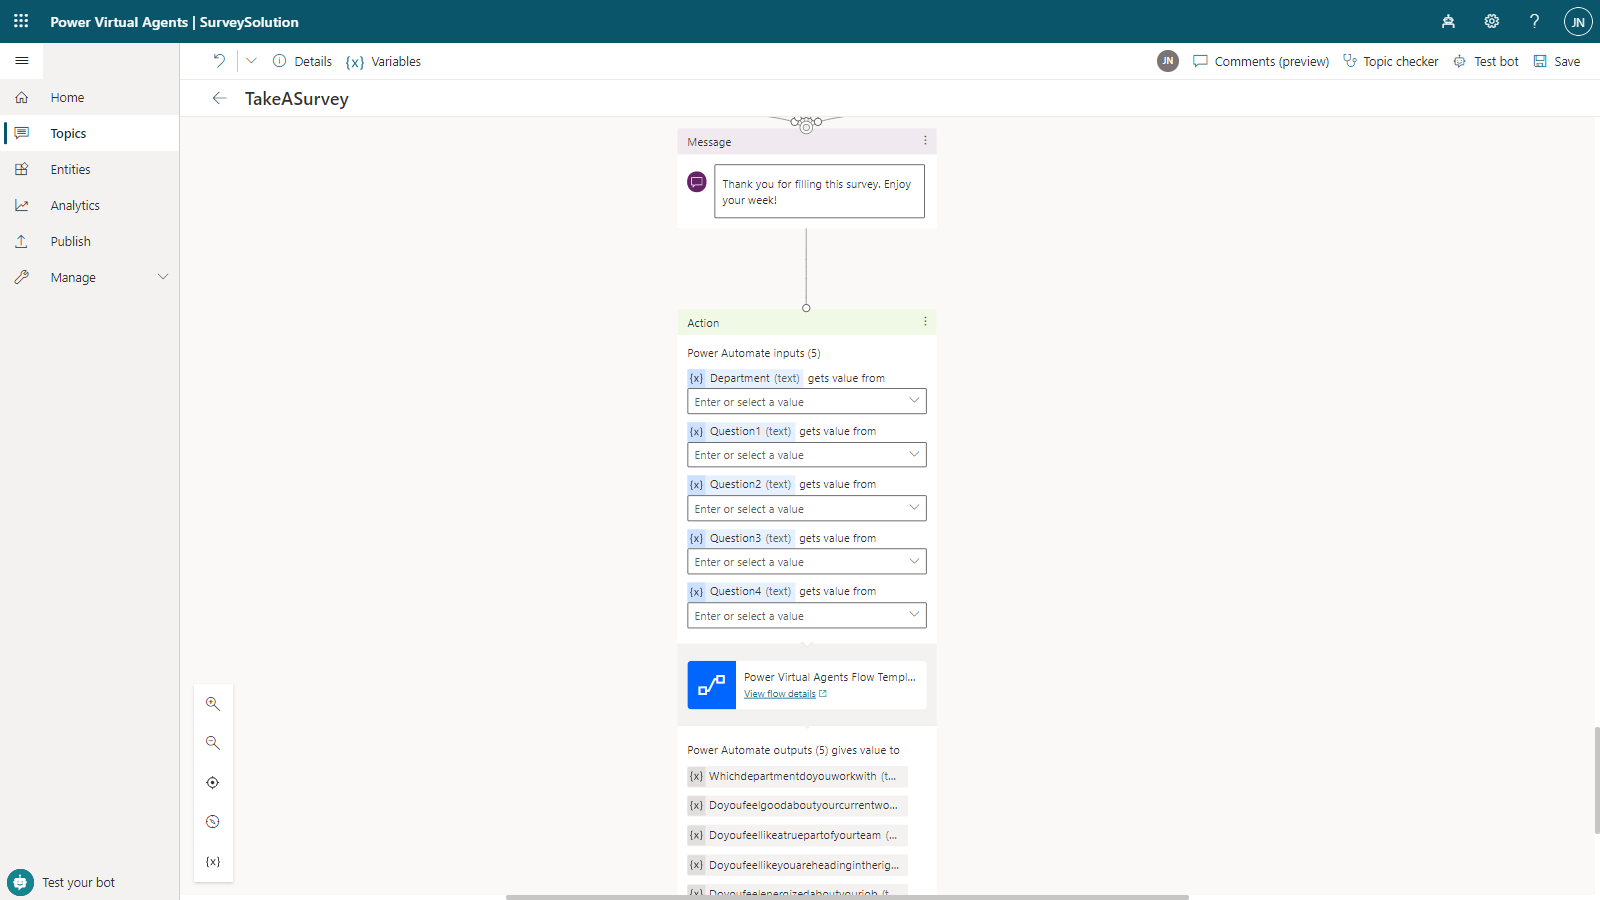 Power Virtual Agents | SurveySolution
JN
Details
{x} Variables
JN
Comments (preview)
Topic checker
Test bot
Save
TakeASurvey
Home
Topics
Entities
Analytics
Publish
Manage
Message
Thank you for filling this survey. Enjoy
your week!
Action
Power Automate inputs (5)
{x} Department (text) gets value from
Enter or select a value
{x} Question1 (text) gets value from
Enter or select a value
{x} Question2 (text) gets value from
Enter or select a value
{x} Question3 (text) gets value from
Enter or select a value
{x} Question4 (text) gets value from
Enter or select a value
Power Virtual Agents Flow Templ...
View flow details
Power Automate outputs (5) gives value to
{x} Whichdepartmentdoyouworkwith (t...
{x} Doyoufeelgoodaboutyourcurrentwo...
{x} Doyoufeellikeatruepartofyourteam (...
{x} Doyoufeellikeyouareheadingintherig...
{x} Doyoufeelenergizedaboutyourjob (t...
{x}
Test your bot